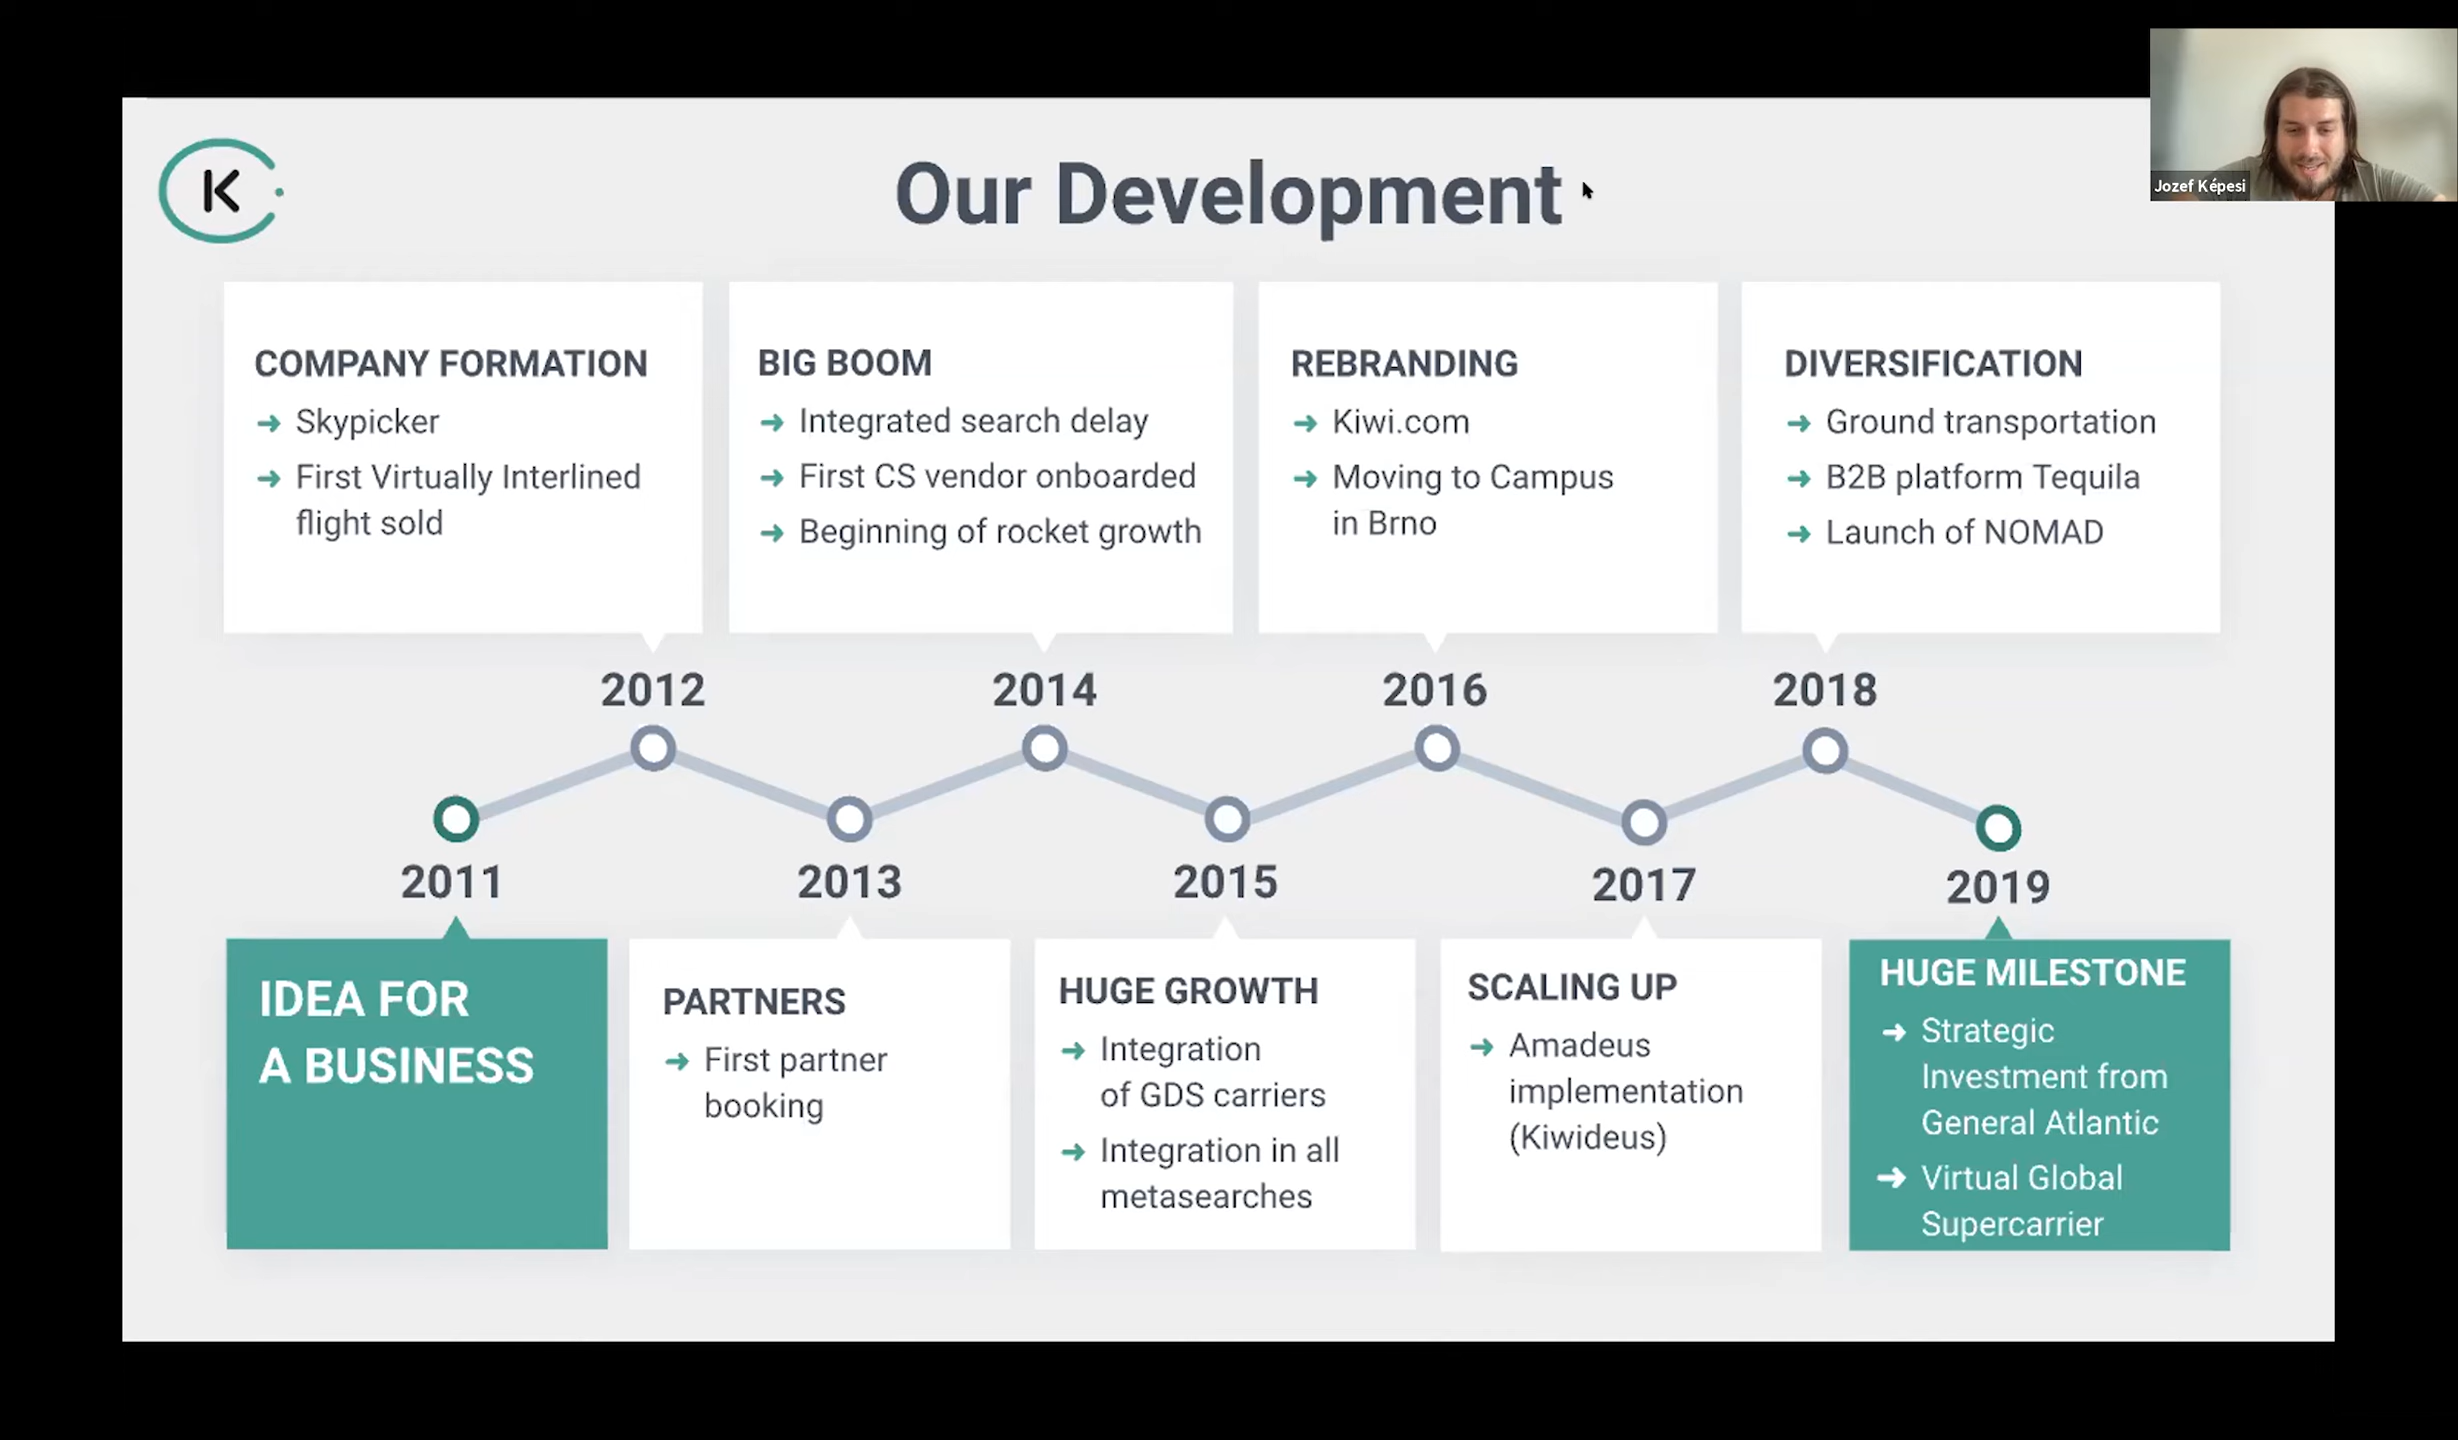 K
Our Development
Jozef Képesi
COMPANY FORMATION
→ Skypicker
→ First Virtually Interlined
flight sold
BIG BOOM
→ Integrated search delay
→ First CS vendor onboarded
→ Beginning of rocket growth
REBRANDING
→ Kiwi.com
→ Moving to Campus
in Brno
DIVERSIFICATION
→ Ground transportation
→ B2B platform Tequila
→ Launch of NOMAD
2012
2014
2016
2018
2011
2013
2015
2017
2019
IDEA FOR
A BUSINESS
PARTNERS
→ First partner
booking
HUGE GROWTH
→ Integration
of GDS carriers
→ Integration in all
metasearches
SCALING UP
→ Amadeus
implementation
(Kiwideus)
HUGE MILESTONE
→ Strategic
Investment from
General Atlantic
→ Virtual Global
Supercarrier